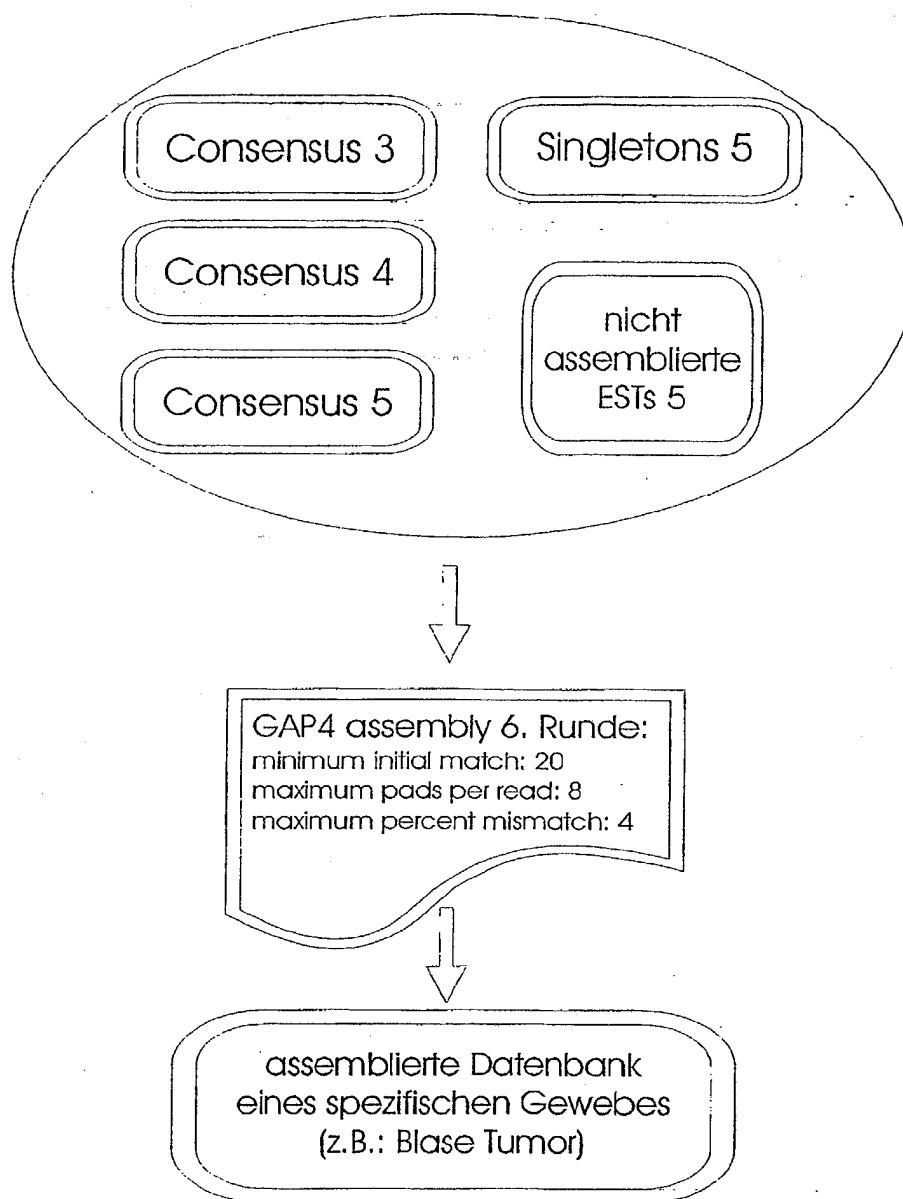 Consensus 3
Singletons 5
Consensus 4
nicht
assemblierte
ESTs 5
Consensus 5
GAP4 assembly 6. Runde:
minimum initial match: 20
maximum pads per read: 8
maximum percent mismatch: 4
assemblierte Datenbank
eines spezifischen Gewebes
(z.B.: Blase Tumor)